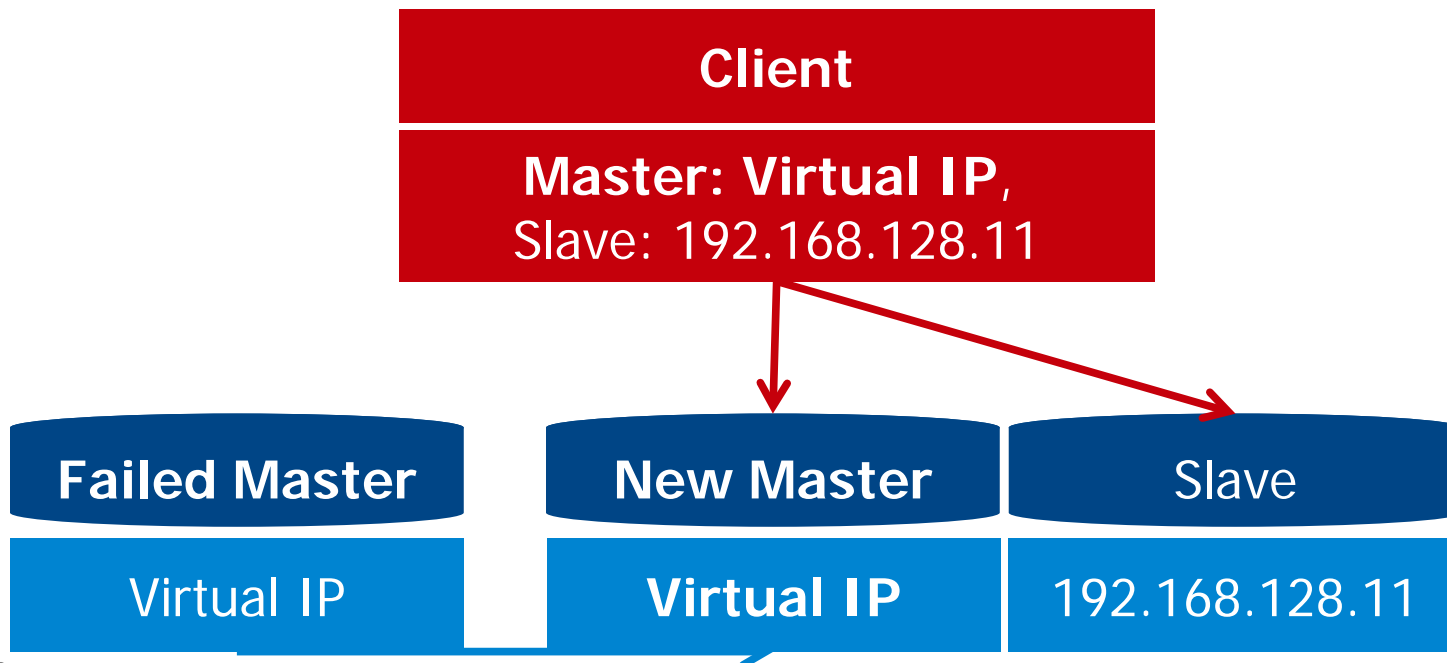 Client
Master: Virtual IP,
Slave: 192.168.128.11
Failed Master
New Master
Slave
Virtual IP
Virtual IP
192.168.128.11